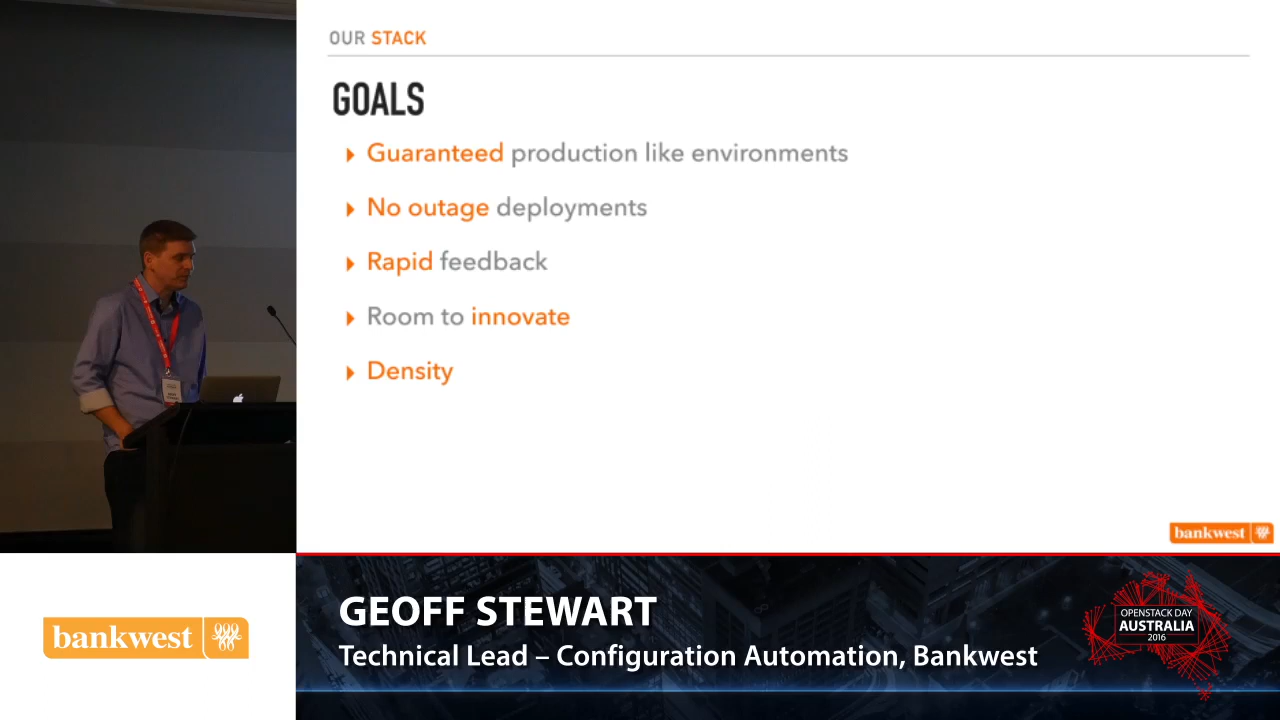 OUR STACK
GOALS
Guaranteed production like environments
No outage deployments
Rapid feedback
Room to innovate
Density
bankwest
GEOFF STEWART
Technical Lead – Configuration Automation, Bankwest
bankwest
OPENSTACK DAY
AUSTRALIA
2016